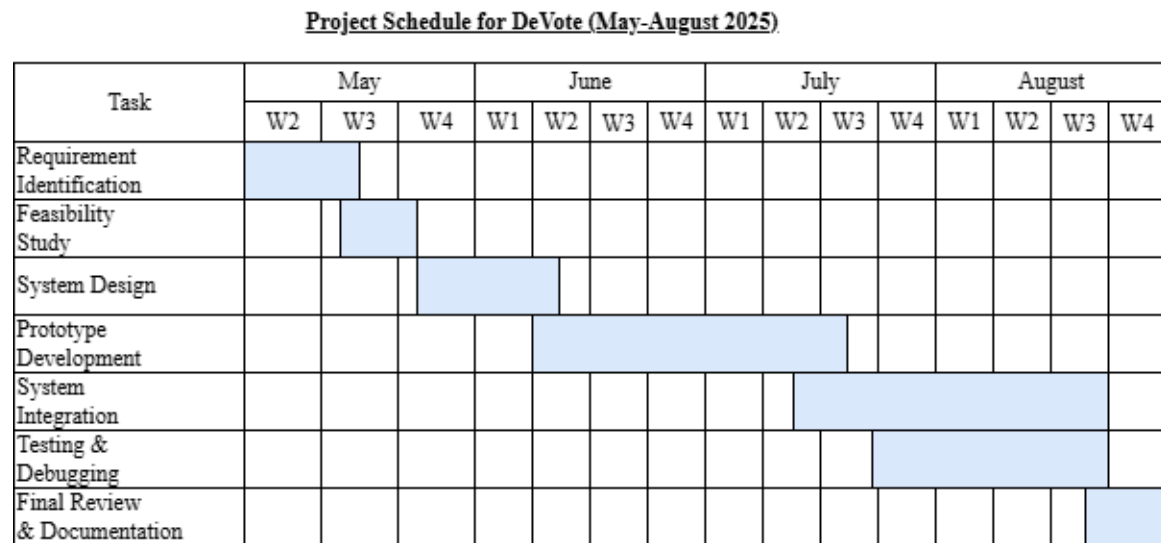 Project Schedule for DeVote (May-August 2025)
Task
May
June
July
August
W2
W3
W4
W1
W2
W3
W4
W1
W2
W3
W4
W1
W2
W3
W4
Requirement
Identification
Feasibility
Study
System Design
Prototype
Development
System
Integration
Testing &
Debugging
Final Review
& Documentation